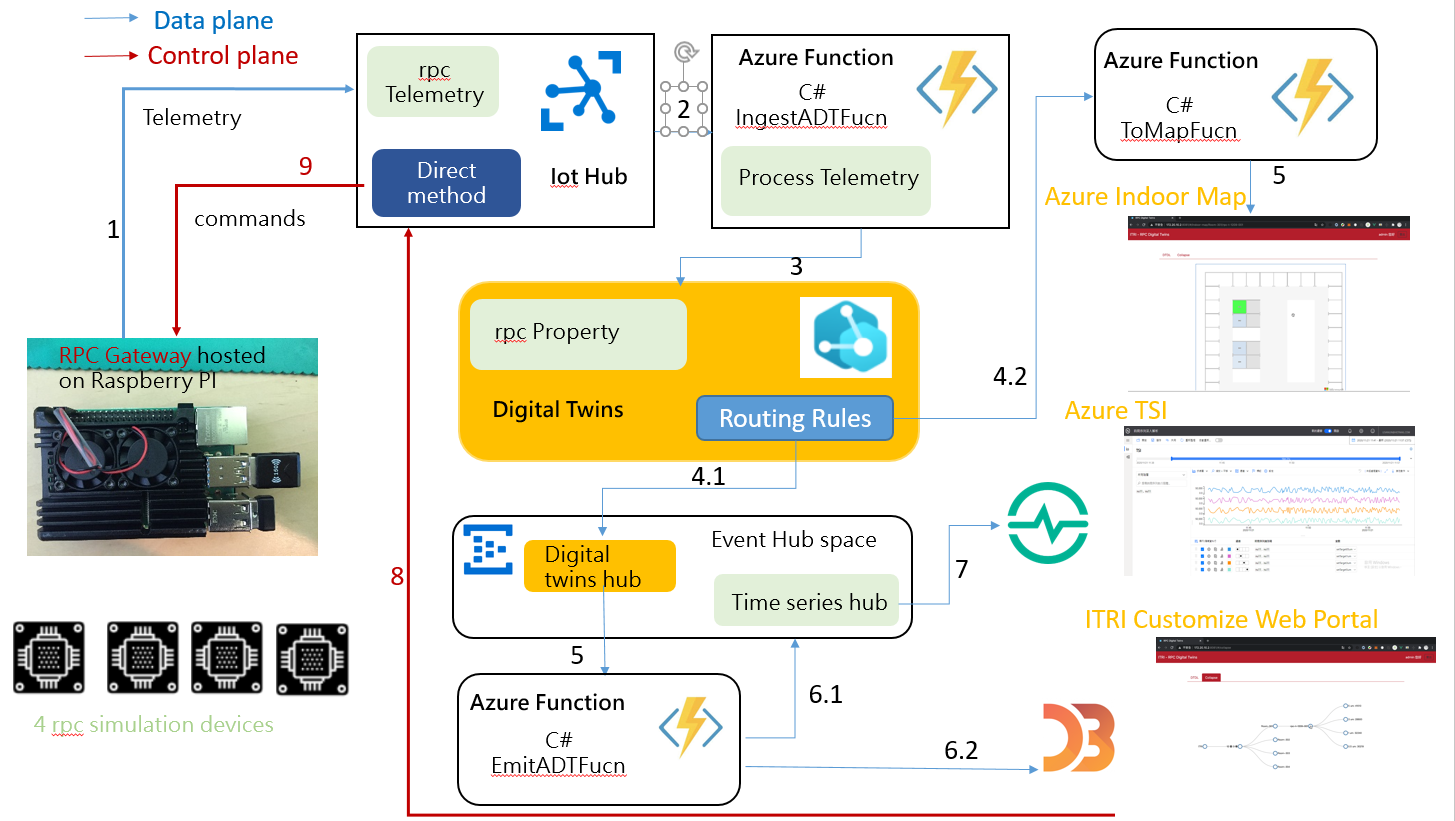 Data plane
Control plane
Telemetry
1
9
commands
rpc
Telemetry
Direct
method
Iot Hub
2
Azure Function
C#
IngestADTFucn
Process Telemetry
3
Azure Function
C#
ToMapFucn
5
Azure Indoor Map
RPC Gateway hosted
on Raspberry PI
rpc Property
Digital Twins
Routing Rules
4.2
4.1
Azure TSI
Event Hub space
Digital
twins hub
Time series hub
7
8
5
Azure Function
C#
EmitADTFucn
6.1
6.2
ITRI Customize Web Portal
4 rpc simulation devices